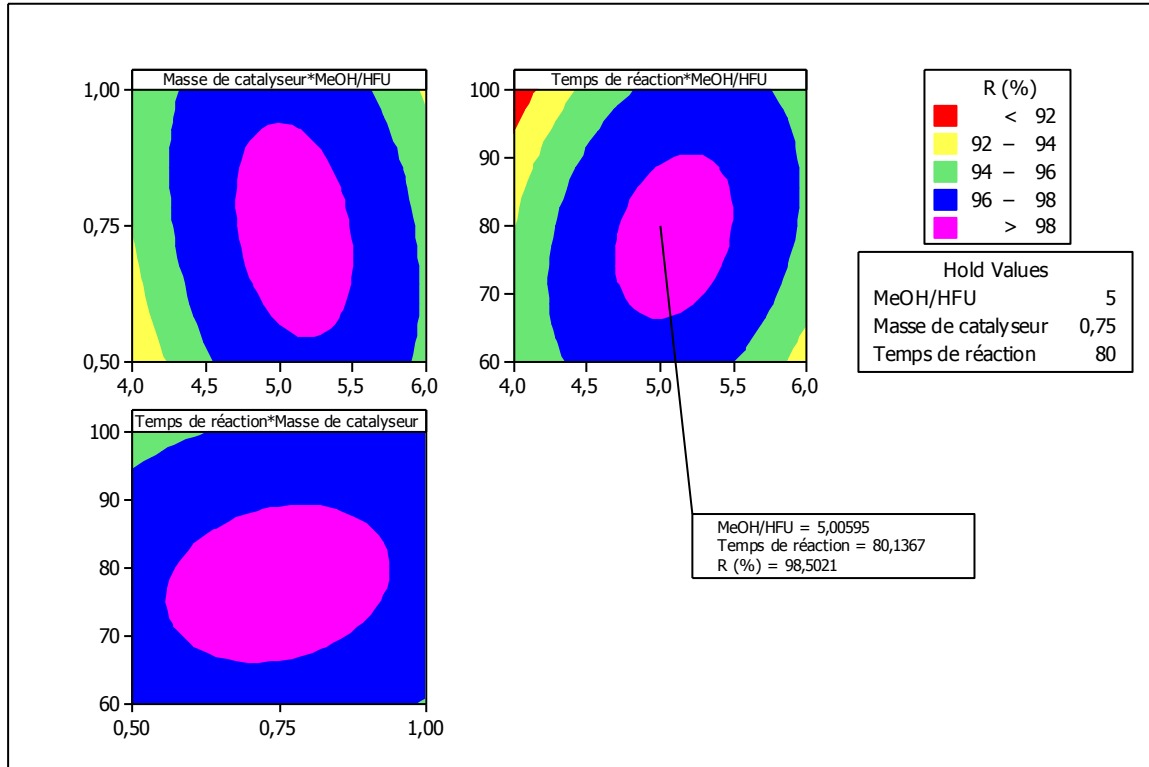 Masse de catalyseur*MeOH/HFU
1,00
0,75
0,50
4,0 4,5 5,0 5,5 6,0
Temps de réaction*MeOH/HFU
100
90
80
70
60
4,0 4,5 5,0 5,5 6,0
R (%)
< 92
92 – 94
94 – 96
96 – 98
> 98
Hold Values
MeOH/HFU 5
Masse de catalyseur 0,75
Temps de réaction 80
Temps de réaction*Masse de catalyseur
100
90
80
70
60
0,50 0,75 1,00
MeOH/HFU = 5,00595
Temps de réaction = 80,1367
R (%) = 98,5021